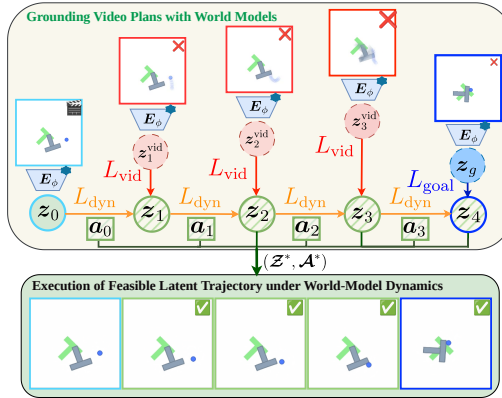 Grounding Video Plans with World Models
E_ϕ E_ϕ E_ϕ E_ϕ E_ϕ
z_1^vid z_2^vid z_3^vid z_g
L_vid L_vid L_vid L_goal
L_dyn L_dyn L_dyn L_dyn
z_0 z_1 z_2 z_3 z_4
a_0 a_1 a_2 a_3
(Z*, A*)
Execution of Feasible Latent Trajectory under World-Model Dynamics